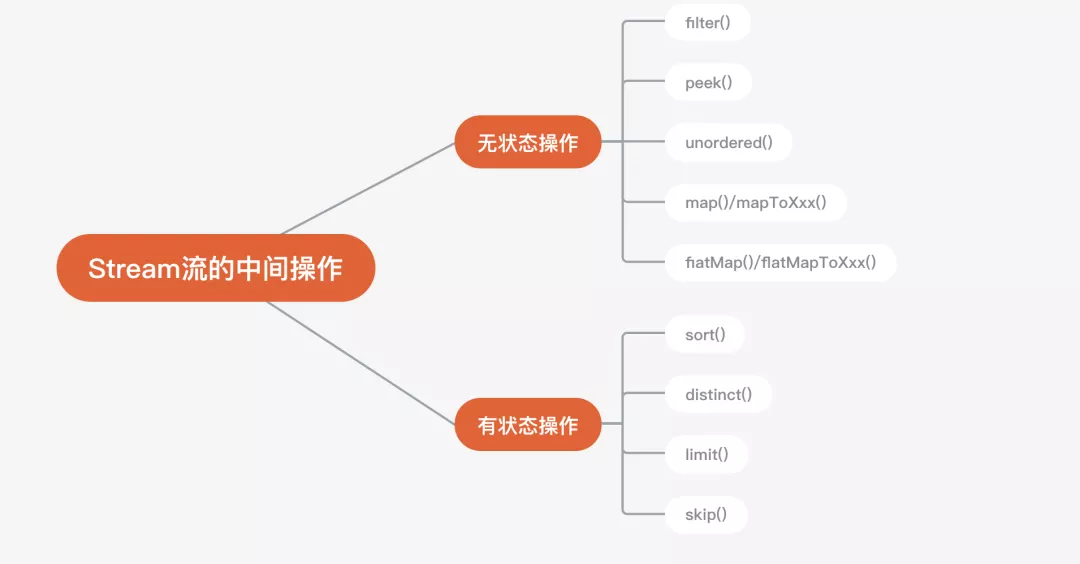 Stream流的中间操作
无状态操作
filter()
peek()
unordered()
map()/mapToXxx()
fiatMap()/flatMapToXxx()
有状态操作
sort()
distinct()
limit()
skip()